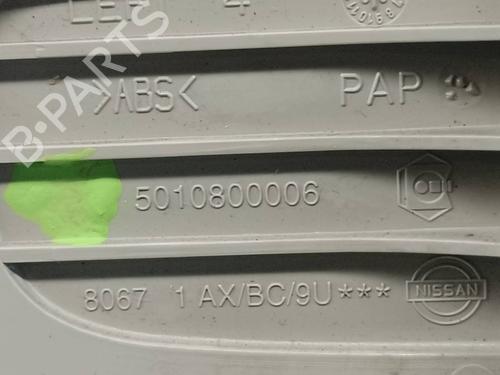 >ABS< PAP
5010800006
8067 1 AX/BC/9U***
NISSAN
B-PARTS